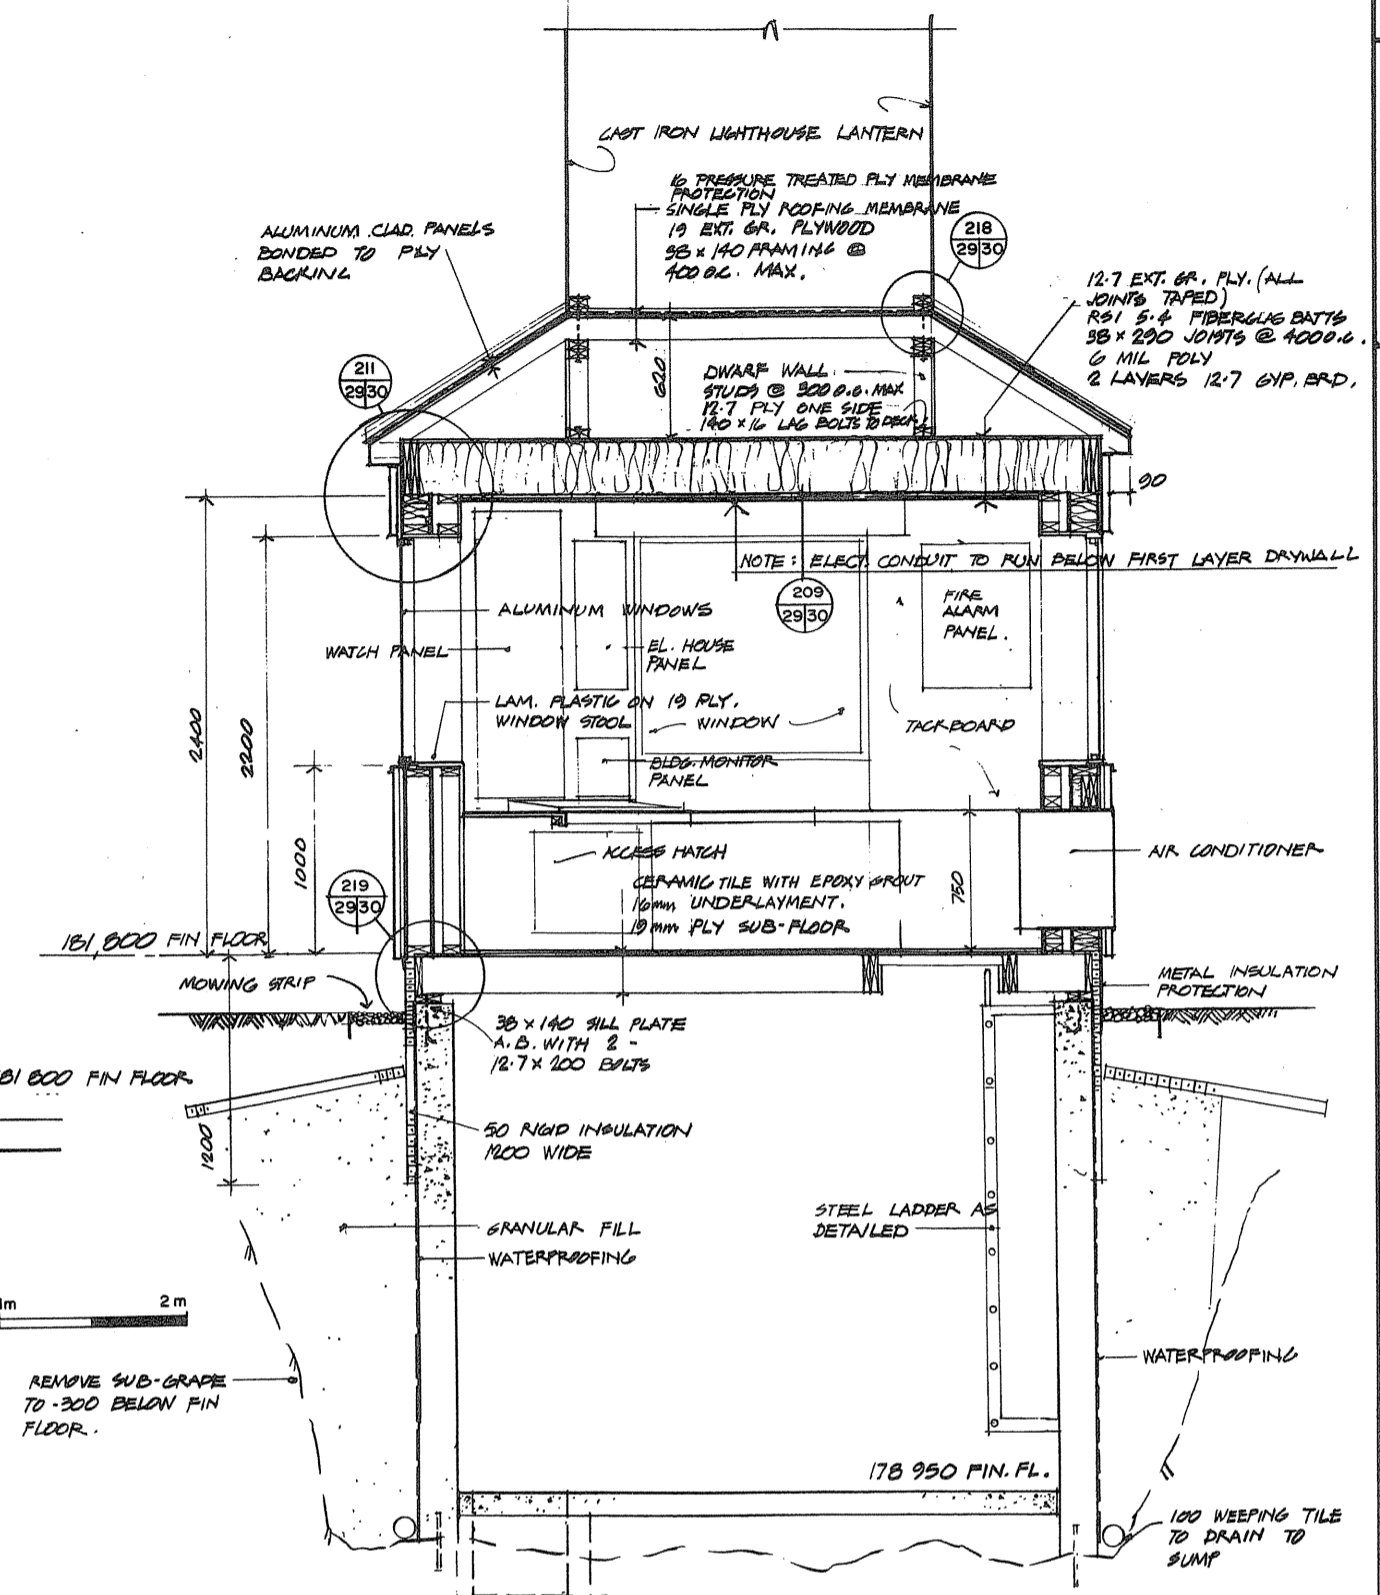 CAST IRON LIGHTHOUSE LANTERN
16 PRESSURE TREATED PLY MEMBRANE
PROTECTION
SINGLE PLY ROOFING MEMBRANE
19 EXT. GR. PLYWOOD
38 x 140 FRAMING @
400 O.C. MAX.
ALUMINUM CLAD PANELS
BONDED TO PLY
BACKING
218
29 30
12.7 EXT. GR. PLY. (ALL
JOINTS TAPED)
RSI 5.4 FIBERGLAS BATTS
38 x 290 JOISTS @ 400 O.C.
6 MIL POLY
2 LAYERS 12.7 GYP. BRD.
211
29 30
620
DWARF WALL
STUDS @ 300 O.C. MAX
12.7 PLY ONE SIDE
140 x 16 LAG BOLTS TO DECK
90
NOTE: ELECT. CONDUIT TO RUN BELOW FIRST LAYER DRYWALL
209
29 30
FIRE
ALARM
PANEL.
ALUMINUM WINDOWS
WATCH PANEL
EL. HOUSE
PANEL
LAM. PLASTIC ON 19 PLY.
WINDOW STOOL
WINDOW
TACKBOARD
BLDG. MONITOR
PANEL
2400
2200
1000
ACCESS HATCH
CERAMIC TILE WITH EPOXY GROUT
16mm UNDERLAYMENT.
19mm PLY SUB-FLOOR
750
AIR CONDITIONER
219
29 30
181,800 FIN FLOOR
MOWING STRIP
METAL INSULATION
PROTECTION
38 x 140 SILL PLATE
A.B. WITH 2 -
12.7 x 200 BOLTS
81 800 FIN FLOOR
1200
50 RIGID INSULATION
1200 WIDE
GRANULAR FILL
WATERPROOFING
STEEL LADDER AS
DETAILED
1m 2m
WATERPROOFING
REMOVE SUB-GRADE
TO -300 BELOW FIN
FLOOR.
178 950 FIN. FL.
100 WEEPING TILE
TO DRAIN TO
SUMP